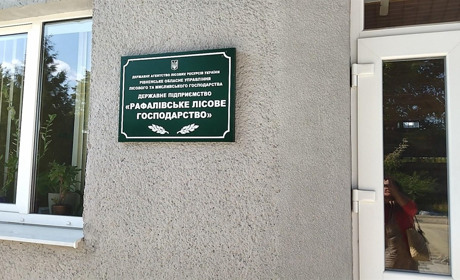 ДЕРЖАВНЕ АГЕНТСТВО ЛІСОВИХ РЕСУРСІВ УКРАЇНИ
РІВНЕНСЬКЕ ОБЛАСНЕ УПРАВЛІННЯ
ЛІСОВОГО ТА МИСЛИВСЬКОГО ГОСПОДАРСТВА
ДЕРЖАВНЕ ПІДПРИЄМСТВО
«РАФАЛІВСЬКЕ ЛІСОВЕ
ГОСПОДАРСТВО»